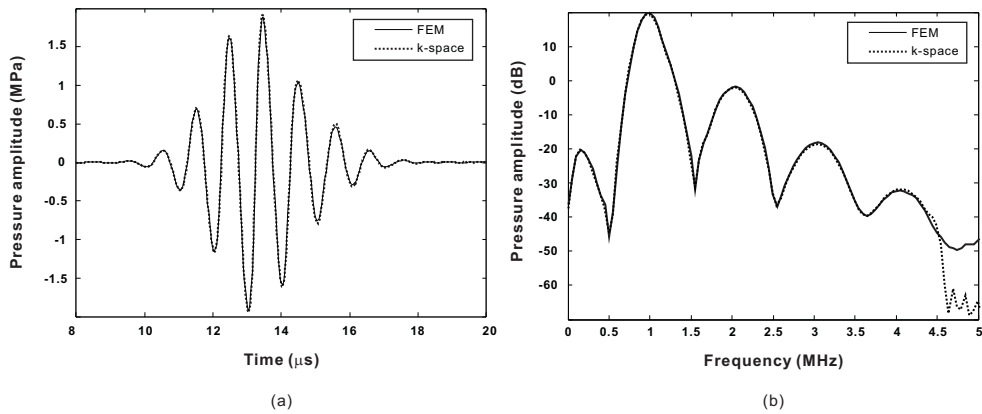 FEM
k-space
1.5
1
0.5
0
-0.5
-1
-1.5
Pressure amplitude (MPa)
8 10 12 14 16 18 20
Time (μs)
(a)
FEM
k-space
10
0
-10
-20
-30
-40
-50
-60
Pressure amplitude (dB)
0 0.5 1 1.5 2 2.5 3 3.5 4 4.5 5
Frequency (MHz)
(b)